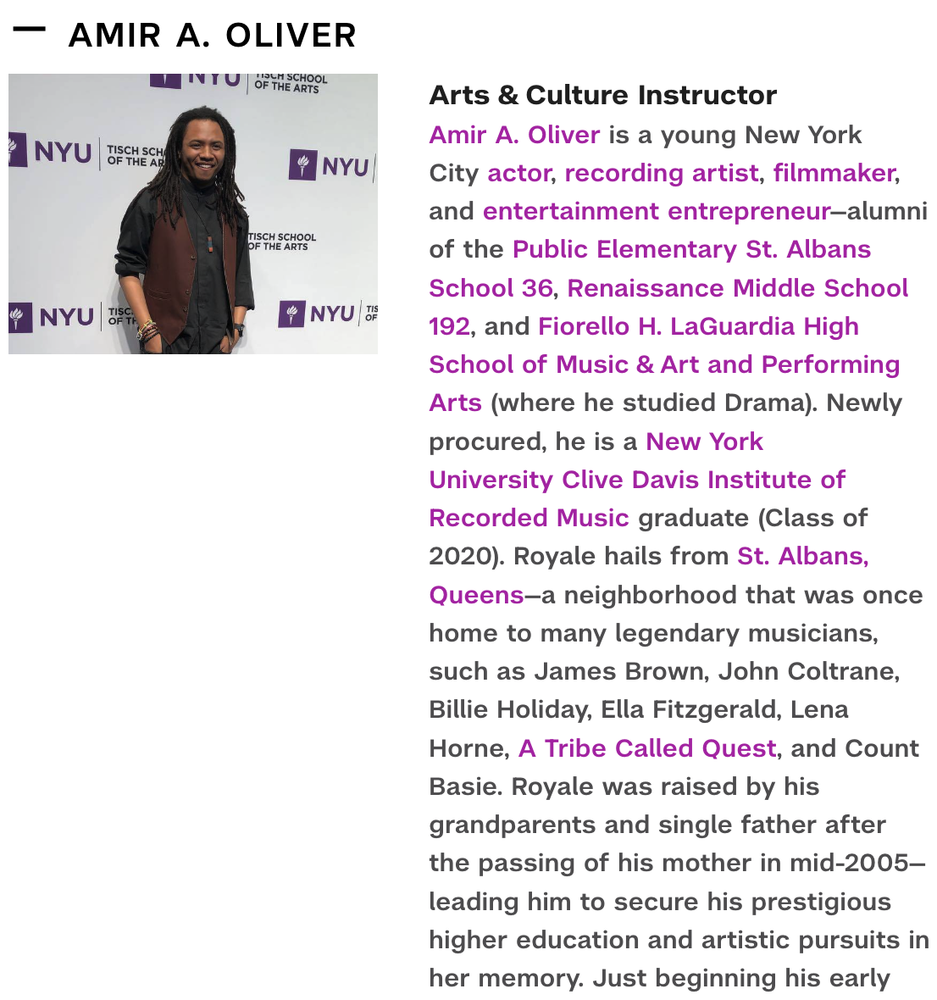 — AMIR A. OLIVER
NYU TISCH SCHOOL
OF THE ARTS
NYU TISCH SCH
OF THE AR
NYU
TISCH SCHOOL
OF THE ARTS
NYU TISC
OF TH
NYU TIS
OF
Arts & Culture Instructor
Amir A. Oliver is a young New York
City actor, recording artist, filmmaker,
and entertainment entrepreneur—alumni
of the Public Elementary St. Albans
School 36, Renaissance Middle School
192, and Fiorello H. LaGuardia High
School of Music & Art and Performing
Arts (where he studied Drama). Newly
procured, he is a New York
University Clive Davis Institute of
Recorded Music graduate (Class of
2020). Royale hails from St. Albans,
Queens—a neighborhood that was once
home to many legendary musicians,
such as James Brown, John Coltrane,
Billie Holiday, Ella Fitzgerald, Lena
Horne, A Tribe Called Quest, and Count
Basie. Royale was raised by his
grandparents and single father after
the passing of his mother in mid-2005—
leading him to secure his prestigious
higher education and artistic pursuits in
her memory. Just beginning his early